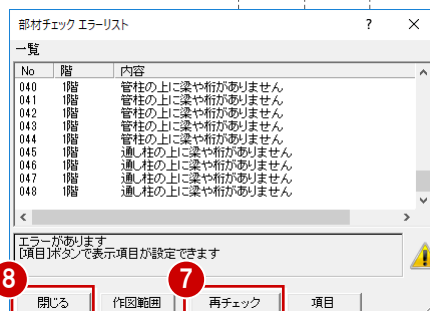 部材チェック エラーリスト ? ×
一覧
No 階 内容
040 1階 管柱の上に梁や桁がありません
041 1階 管柱の上に梁や桁がありません
042 1階 管柱の上に梁や桁がありません
043 1階 管柱の上に梁や桁がありません
044 1階 管柱の上に梁や桁がありません
045 1階 通し柱の上に梁や桁がありません
046 1階 通し柱の上に梁や桁がありません
047 1階 通し柱の上に梁や桁がありません
048 1階 通し柱の上に梁や桁がありません
エラーがあります
[項目]ボタンで表示項目が設定できます
8 7
閉じる 作図範囲 再チェック 項目